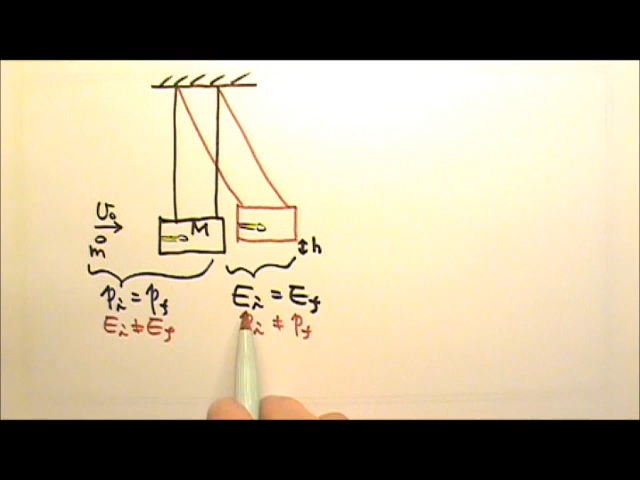 v₀
m
M
h
pᵢ = p_f
Eᵢ ≠ E_f
Eᵢ = E_f
pᵢ ≠ p_f